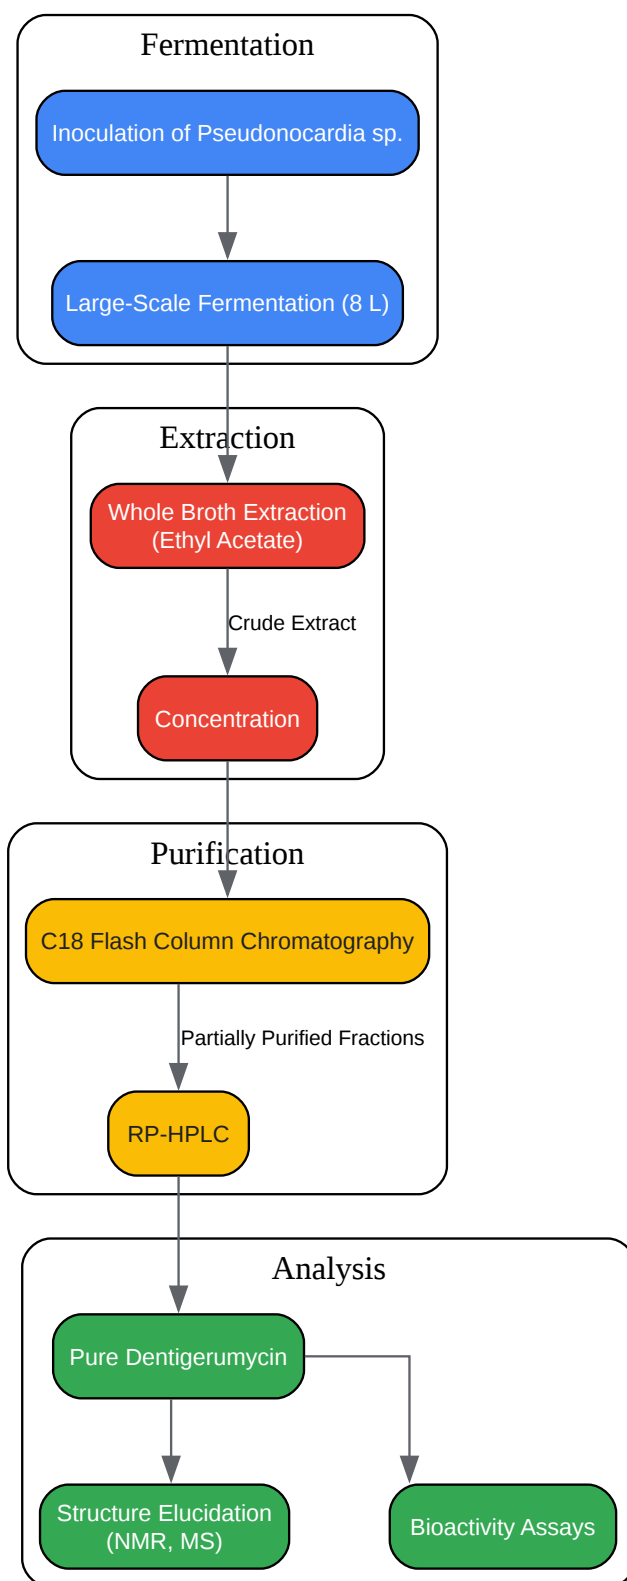 Fermentation
Inoculation of Pseudonocardia sp.
Large-Scale Fermentation (8 L)
Extraction
Whole Broth Extraction
(Ethyl Acetate)
Crude Extract
Concentration
Purification
C18 Flash Column Chromatography
Partially Purified Fractions
RP-HPLC
Analysis
Pure Dentigerumycin
Structure Elucidation
(NMR, MS)
Bioactivity Assays